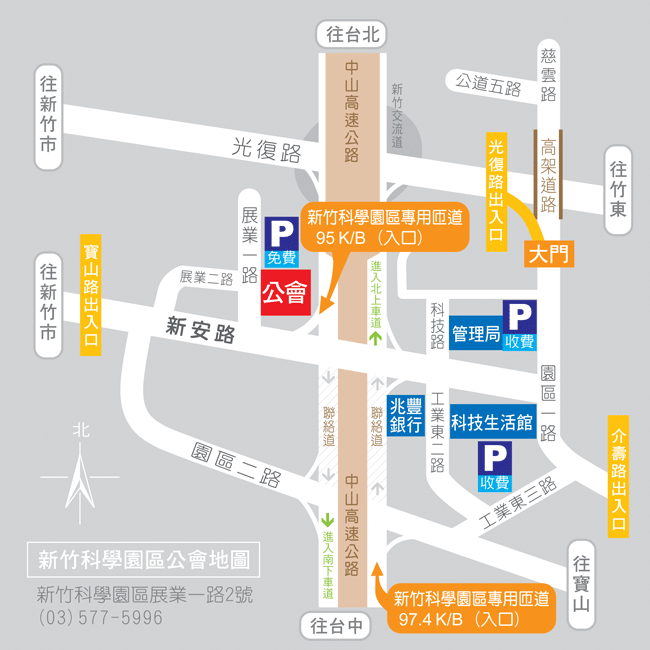 往台北
慈雲路
公道五路
往新竹市
中山高速公路
新竹交流道
光復路
光復路出入口
高架道路
往竹東
展業一路
P
免費
新竹科學園區專用匝道
95 K/B （入口）
大門
寶山路出入口
往新竹市
展業二路
公會
進入北上車道
科技路
管理局
P
收費
新安路
聯絡道
聯絡道
兆豐
銀行
工業東二路
科技生活館
園區一路
P
收費
介壽路出入口
北
園區二路
中山高速公路
工業東三路
進入南下車道
新竹科學園區公會地圖
往寶山
新竹科學園區展業一路2號
(03) 577-5996
新竹科學園區專用匝道
97.4 K/B （入口）
往台中